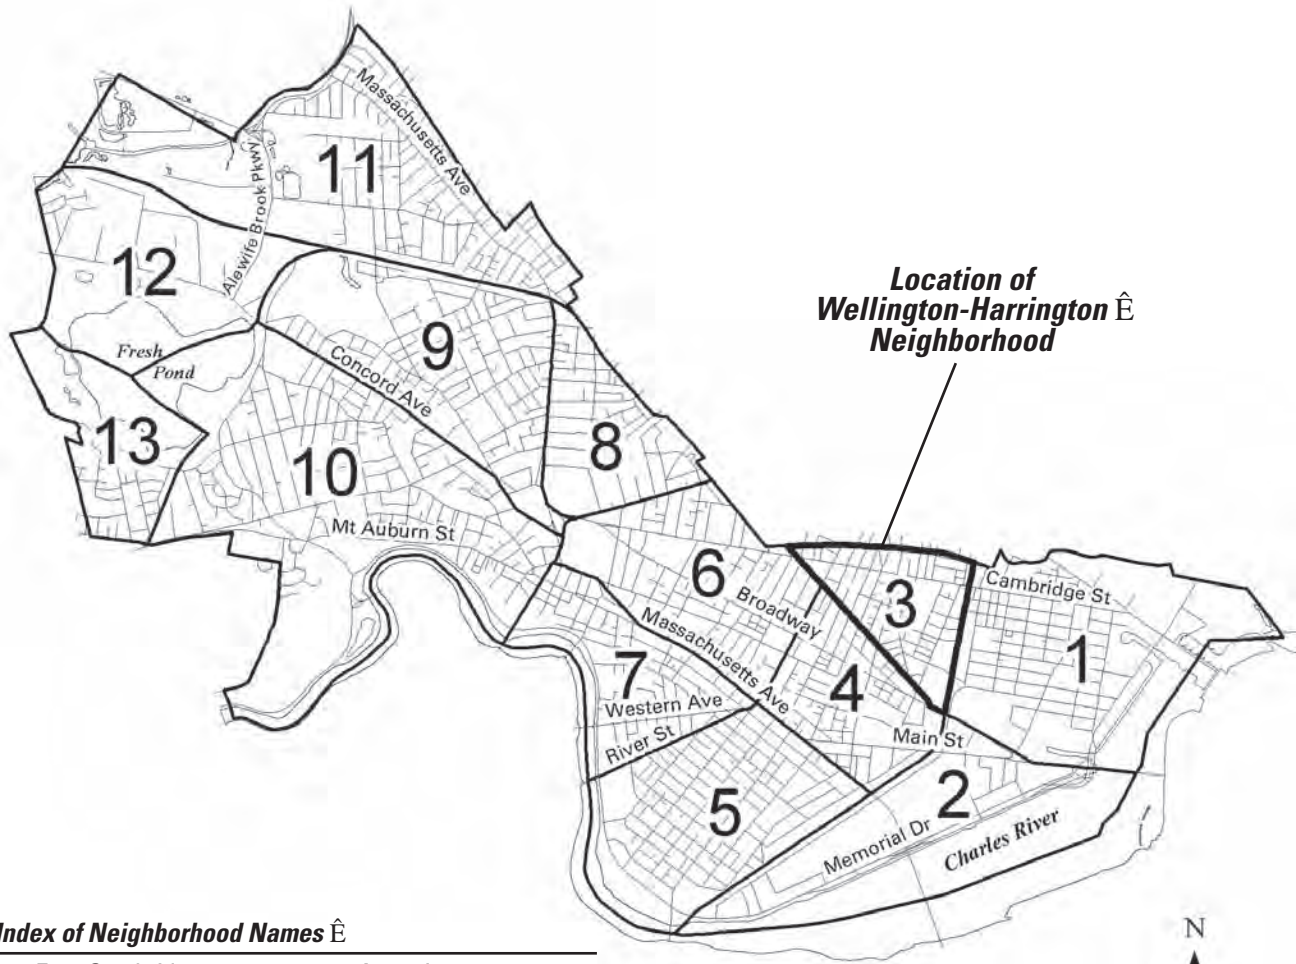 Massachusetts Ave
11
Alewife Brook Pkwy
12
Location of
Wellington-Harrington Ê
Neighborhood
9
Fresh
Pond
Concord Ave
13
10
8
Mt Auburn St
6
Broadway
3
Cambridge St
1
Massachusetts Ave
7
4
Western Ave
River St
Main St
5
2
Memorial Dr
Charles River
N
Index of Neighborhood Names Ê